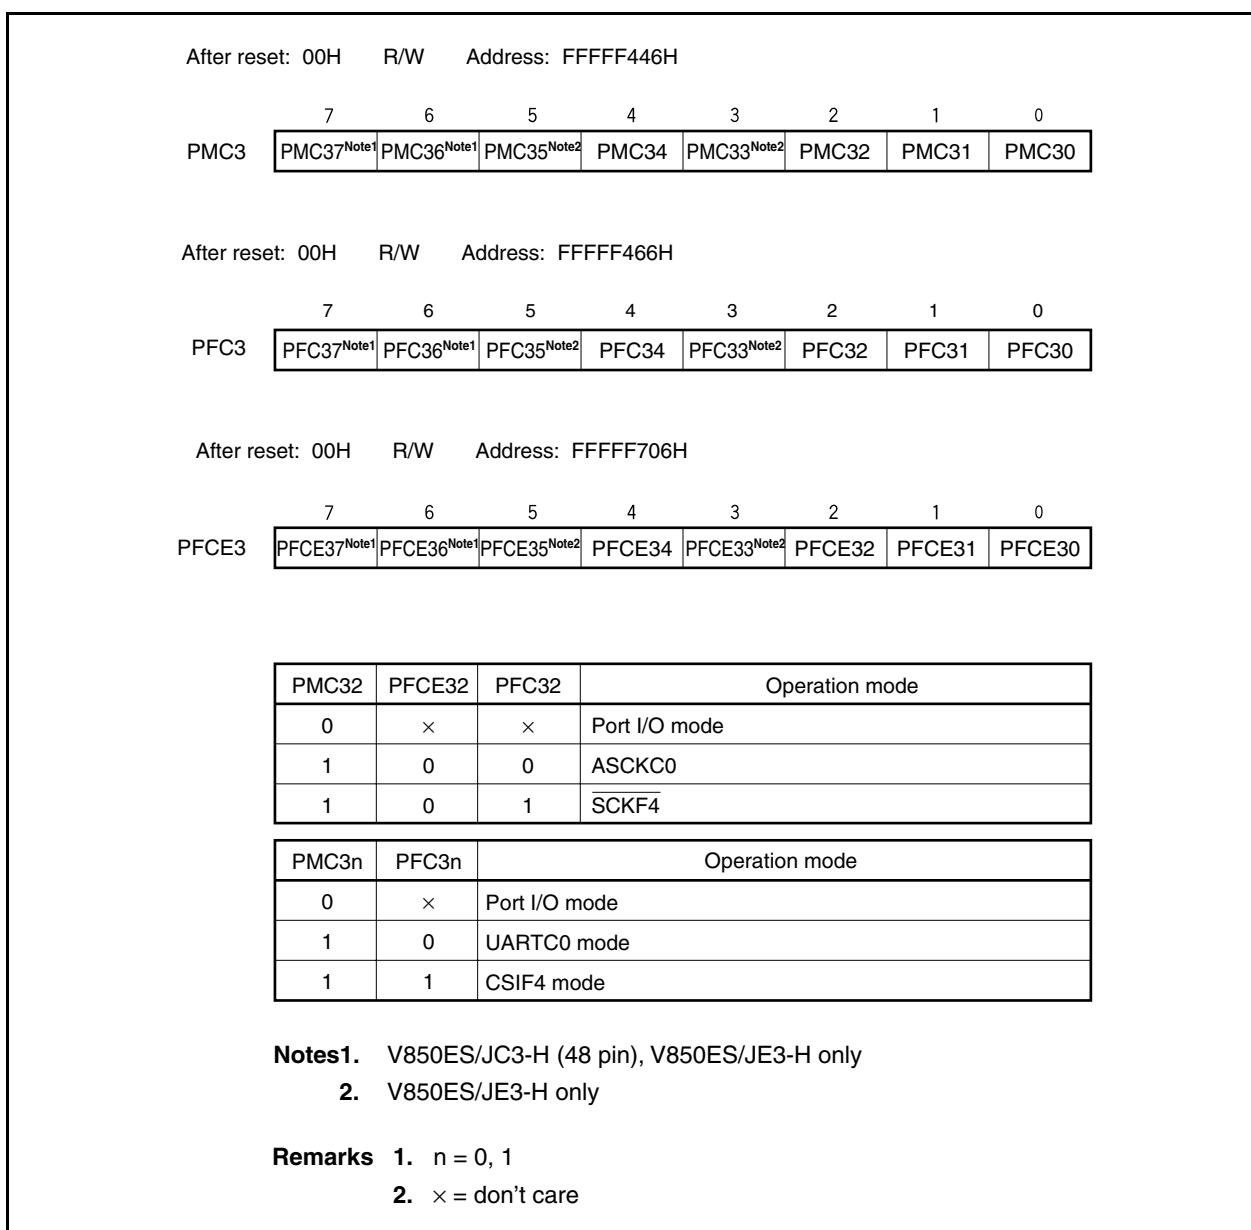 After reset: 00H R/W Address: FFFFF446H
7 6 5 4 3 2 1 0
PMC3 PMC37Note1 PMC36Note1 PMC35Note2 PMC34 PMC33Note2 PMC32 PMC31 PMC30
After reset: 00H R/W Address: FFFFF466H
7 6 5 4 3 2 1 0
PFC3 PFC37Note1 PFC36Note1 PFC35Note2 PFC34 PFC33Note2 PFC32 PFC31 PFC30
After reset: 00H R/W Address: FFFFF706H
7 6 5 4 3 2 1 0
PFCE3 PFCE37Note1 PFCE36Note1 PFCE35Note2 PFCE34 PFCE33Note2 PFCE32 PFCE31 PFCE30
PMC32 PFCE32 PFC32 Operation mode
0 × × Port I/O mode
1 0 0 ASCKC0
1 0 1 S̅C̅K̅F̅4̅
PMC3n PFC3n Operation mode
0 × Port I/O mode
1 0 UARTC0 mode
1 1 CSIF4 mode
Notes1. V850ES/JC3-H (48 pin), V850ES/JE3-H only
2. V850ES/JE3-H only
Remarks 1. n = 0, 1
2. × = don't care